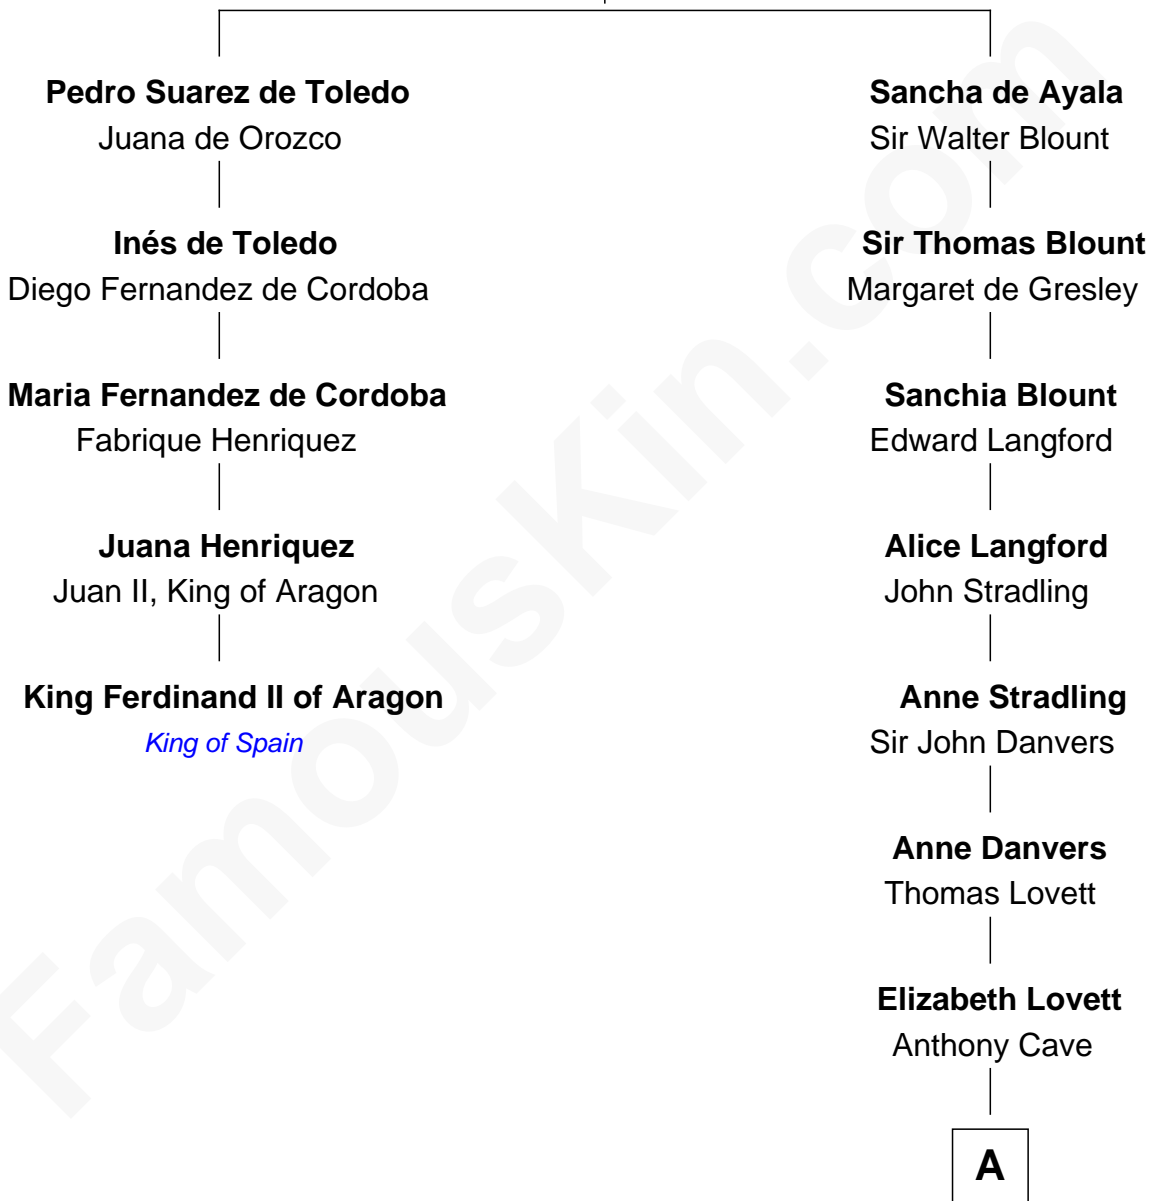 Pedro Suarez de Toledo
Juana de Orozco
Inés de Toledo
Diego Fernandez de Cordoba
Maria Fernandez de Cordoba
Fabrique Henriquez
Juana Henriquez
Juan II, King of Aragon
King Ferdinand II of Aragon
King of Spain
Sancha de Ayala
Sir Walter Blount
Sir Thomas Blount
Margaret de Gresley
Sanchia Blount
Edward Langford
Alice Langford
John Stradling
Anne Stradling
Sir John Danvers
Anne Danvers
Thomas Lovett
Elizabeth Lovett
Anthony Cave
A
FamousKin.com